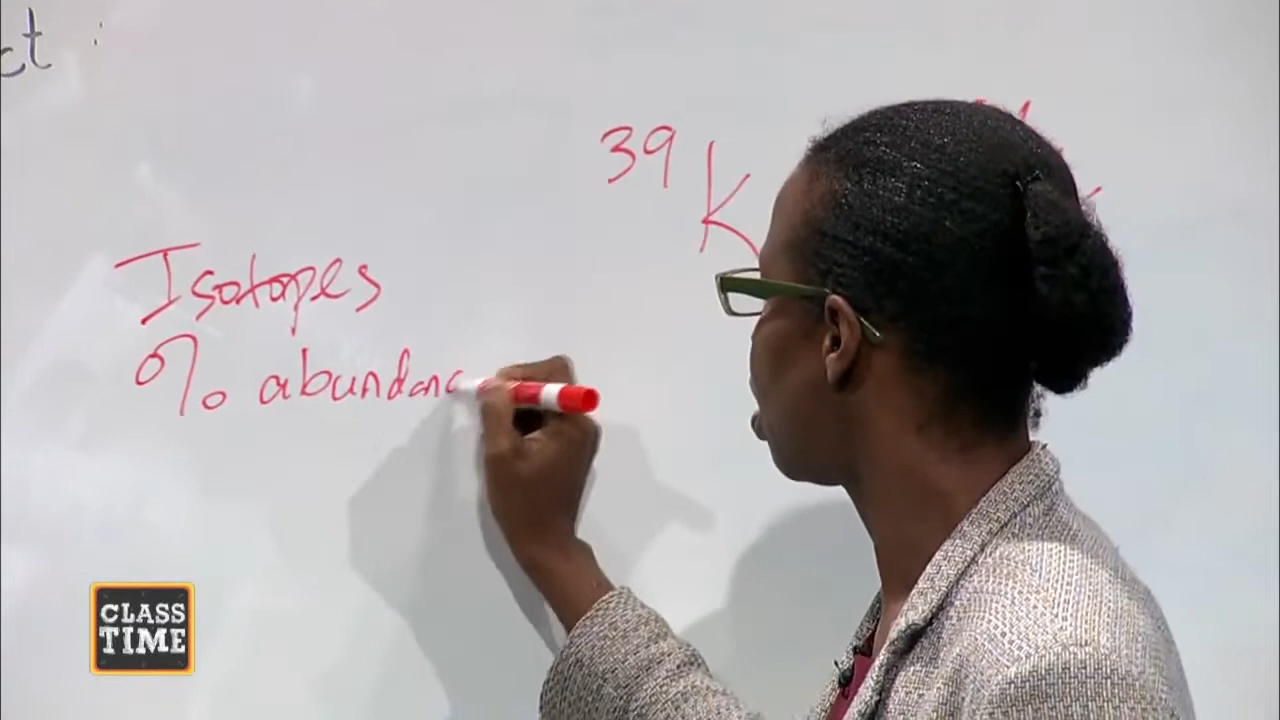 ct :
39 K
Isotopes
% abundanc
CLASS
TIME